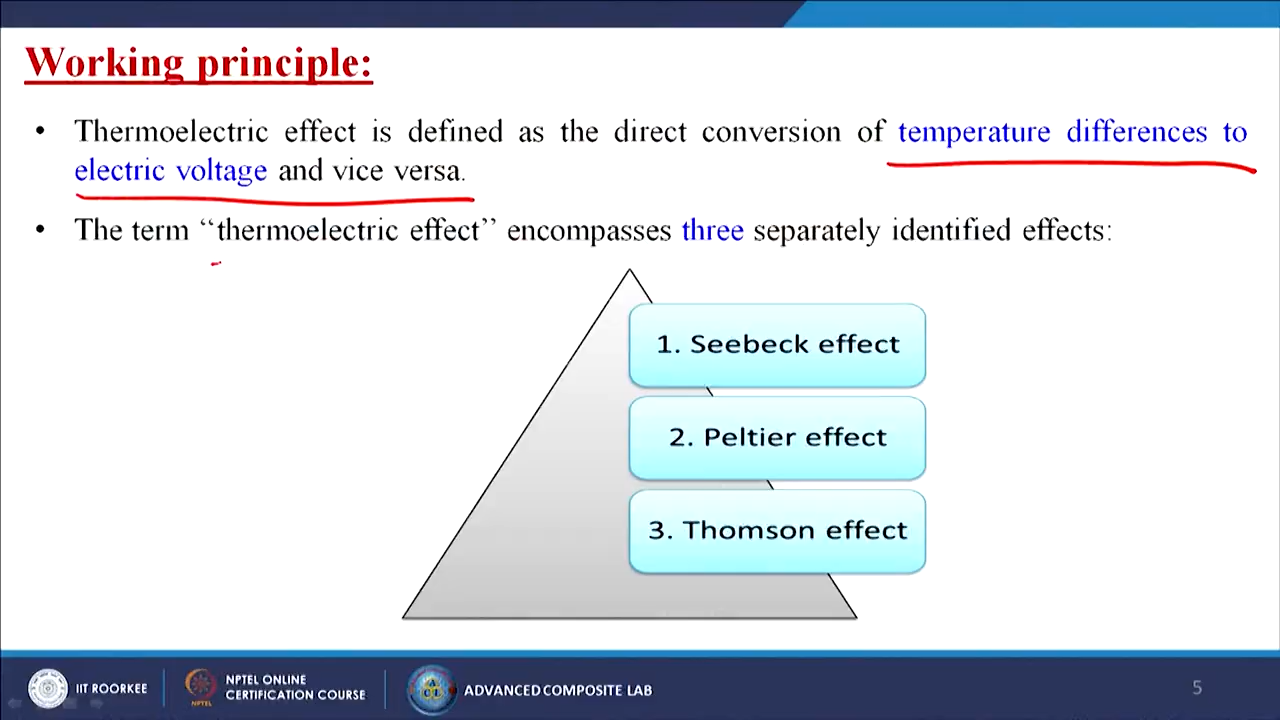 Working principle:
• Thermoelectric effect is defined as the direct conversion of temperature differences to
electric voltage and vice versa.
• The term “thermoelectric effect” encompasses three separately identified effects:
1. Seebeck effect
2. Peltier effect
3. Thomson effect
IIT ROORKEE
NPTEL
NPTEL ONLINE
CERTIFICATION COURSE
ACL
ADVANCED COMPOSITE LAB
5